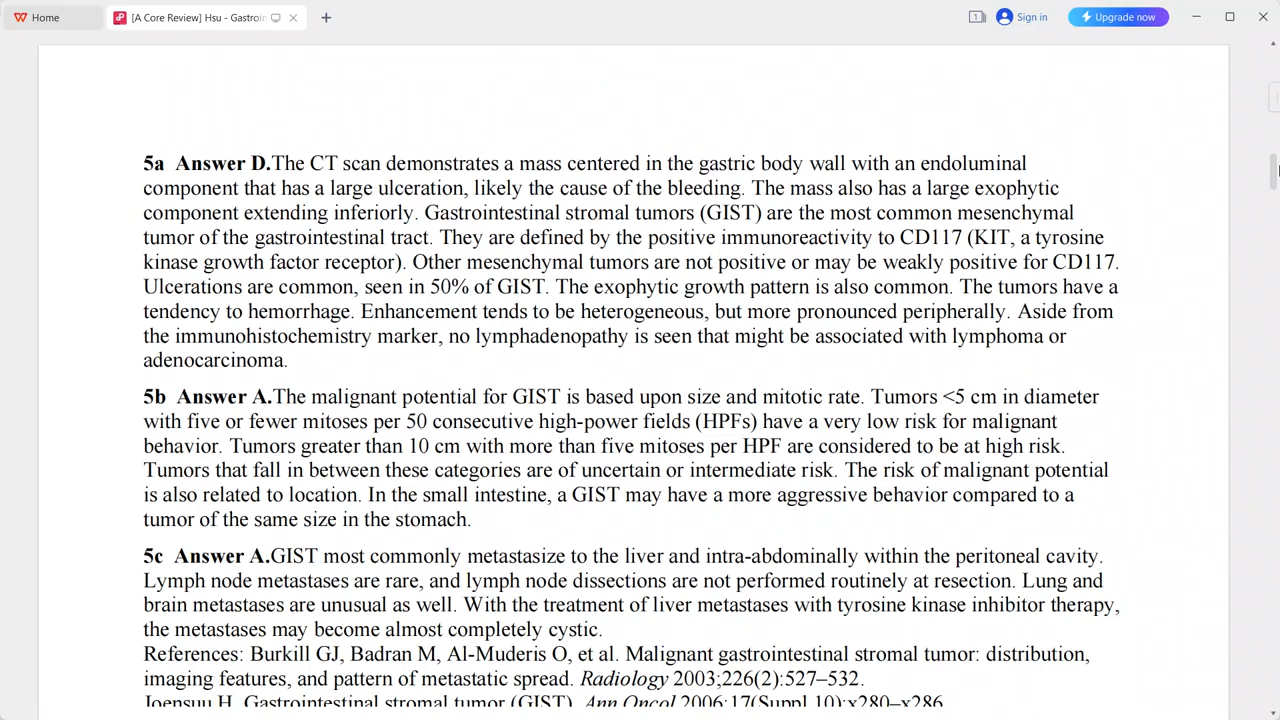 Home
[A Core Review] Hsu - Gastroin
1
Sign in
Upgrade now
5a Answer D.The CT scan demonstrates a mass centered in the gastric body wall with an endoluminal
component that has a large ulceration, likely the cause of the bleeding. The mass also has a large exophytic
component extending inferiorly. Gastrointestinal stromal tumors (GIST) are the most common mesenchymal
tumor of the gastrointestinal tract. They are defined by the positive immunoreactivity to CD117 (KIT, a tyrosine
kinase growth factor receptor). Other mesenchymal tumors are not positive or may be weakly positive for CD117.
Ulcerations are common, seen in 50% of GIST. The exophytic growth pattern is also common. The tumors have a
tendency to hemorrhage. Enhancement tends to be heterogeneous, but more pronounced peripherally. Aside from
the immunohistochemistry marker, no lymphadenopathy is seen that might be associated with lymphoma or
adenocarcinoma.
5b Answer A.The malignant potential for GIST is based upon size and mitotic rate. Tumors <5 cm in diameter
with five or fewer mitoses per 50 consecutive high-power fields (HPFs) have a very low risk for malignant
behavior. Tumors greater than 10 cm with more than five mitoses per HPF are considered to be at high risk.
Tumors that fall in between these categories are of uncertain or intermediate risk. The risk of malignant potential
is also related to location. In the small intestine, a GIST may have a more aggressive behavior compared to a
tumor of the same size in the stomach.
5c Answer A.GIST most commonly metastasize to the liver and intra-abdominally within the peritoneal cavity.
Lymph node metastases are rare, and lymph node dissections are not performed routinely at resection. Lung and
brain metastases are unusual as well. With the treatment of liver metastases with tyrosine kinase inhibitor therapy,
the metastases may become almost completely cystic.
References: Burkill GJ, Badran M, Al-Muderis O, et al. Malignant gastrointestinal stromal tumor: distribution,
imaging features, and pattern of metastatic spread. Radiology 2003;226(2):527–532.
Joensuu H. Gastrointestinal stromal tumor (GIST). Ann Oncol 2006;17(Suppl 10):x280–x286.